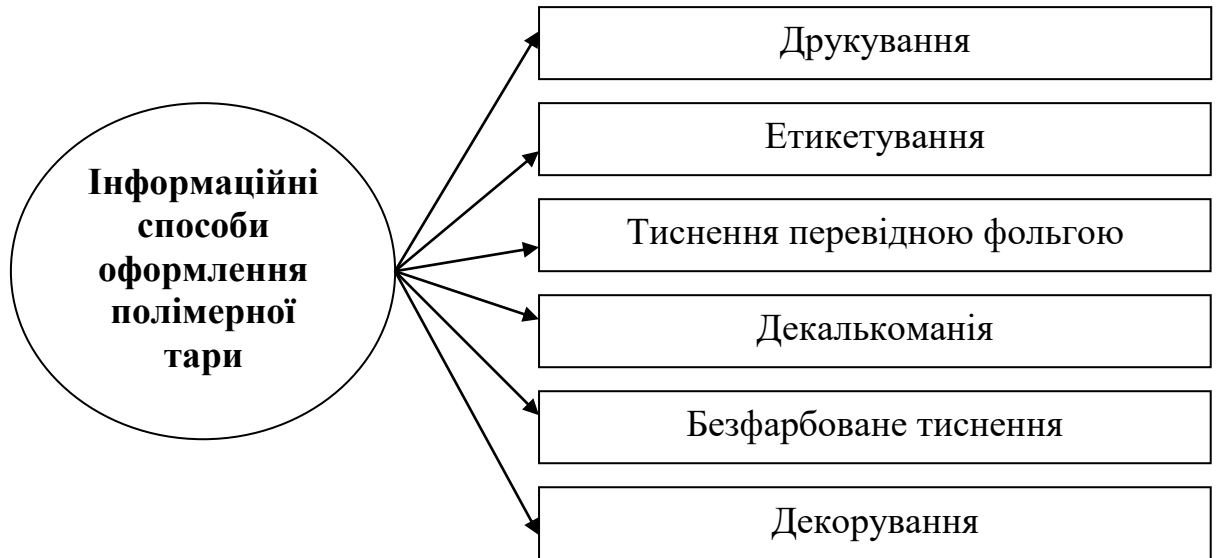 Інформаційні
способи
оформлення
полімерної
тари
Друкування
Етикетування
Тиснення перевідною фольгою
Декалькоманія
Безфарбоване тиснення
Декорування